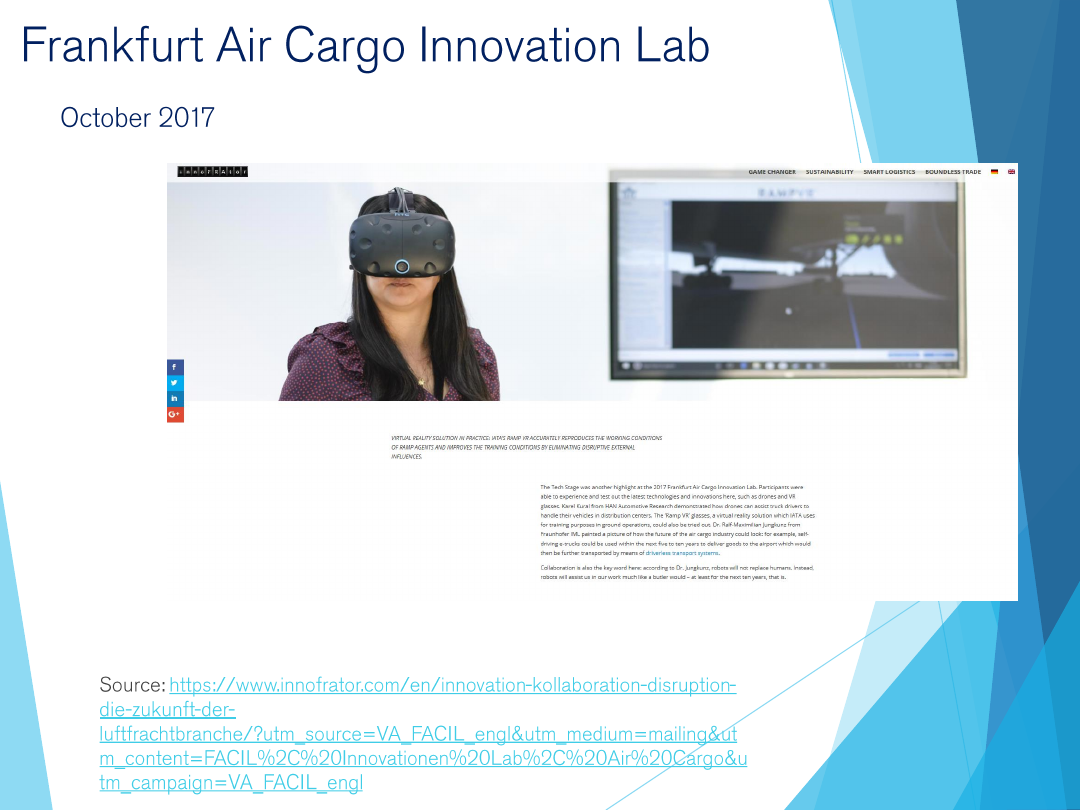 Frankfurt Air Cargo Innovation Lab
October 2017
innoFRAtor
GAME CHANGER SUSTAINABILITY SMART LOGISTICS BOUNDLESS TRADE
RAMPVR
VIRTUAL REALITY SOLUTION IN PRACTICE: IATA'S RAMP VR ACCURATELY REPRODUCES THE WORKING CONDITIONS
OF RAMP AGENTS AND IMPROVES THE TRAINING CONDITIONS BY ELIMINATING DISRUPTIVE EXTERNAL
INFLUENCES.
The Tech Stage was another highlight at the 2017 Frankfurt Air Cargo Innovation Lab. Participants were
able to experience and test out the latest technologies and innovations here, such as drones and VR
glasses. Karel Kural from HAN Automotive Research demonstrated how drones can assist truck drivers to
handle their vehicles in distribution centers. The 'Ramp VR' glasses, a virtual reality solution which IATA uses
for training purposes in ground operations, could also be tried out. Dr. Ralf-Maximilian Jungkunz from
Fraunhofer IML painted a picture of how the future of the air cargo industry could look: for example, self-
driving e-trucks could be used within the next five to ten years to deliver goods to the airport which would
then be further transported by means of driverless transport systems.
Collaboration is also the key word here: according to Dr. Jungkunz, robots will not replace humans. Instead,
robots will assist us in our work much like a butler would – at least for the next ten years, that is.
Source: https://www.innofrator.com/en/innovation-kollaboration-disruption-
die-zukunft-der-
luftfrachtbranche/?utm_source=VA_FACIL_engl&utm_medium=mailing&ut
m_content=FACIL%2C%20Innovationen%20Lab%2C%20Air%20Cargo&u
tm_campaign=VA_FACIL_engl